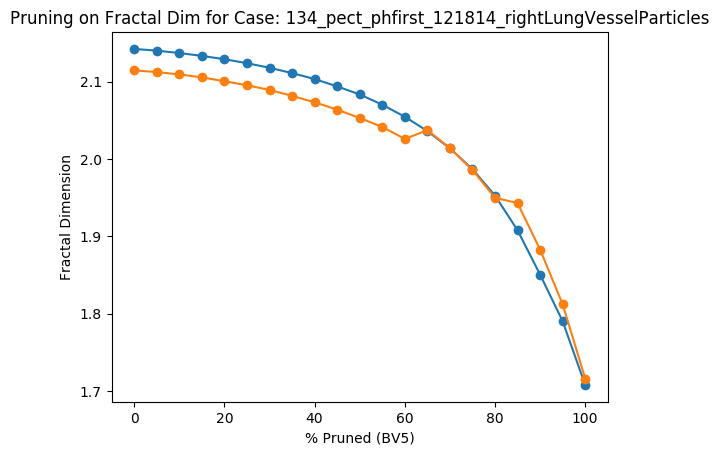 Pruning on Fractal Dim for Case: 134_pect_phfirst_121814_rightLungVesselParticles
Fractal Dimension
2.1
2.0
1.9
1.8
1.7
0 20 40 60 80 100
% Pruned (BV5)